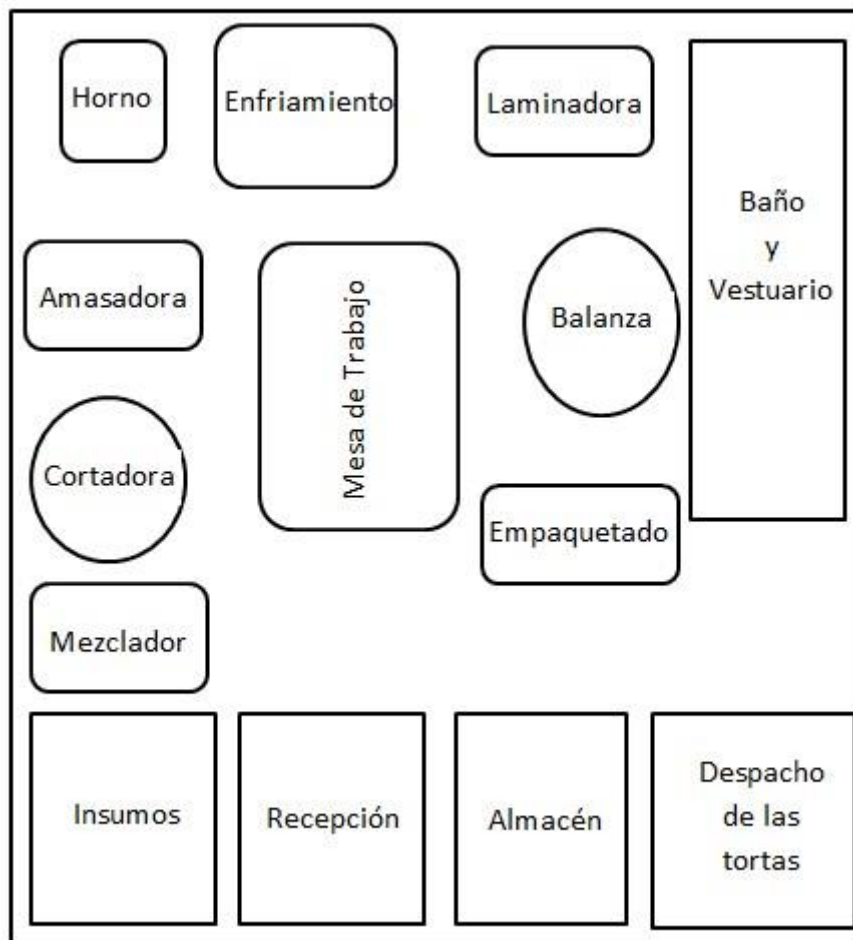 Horno
Enfriamiento
Laminadora
Baño
y
Vestuario
Amasadora
Mesa de Trabajo
Balanza
Cortadora
Empaquetado
Mezclador
Insumos
Recepción
Almacén
Despacho
de las
tortas